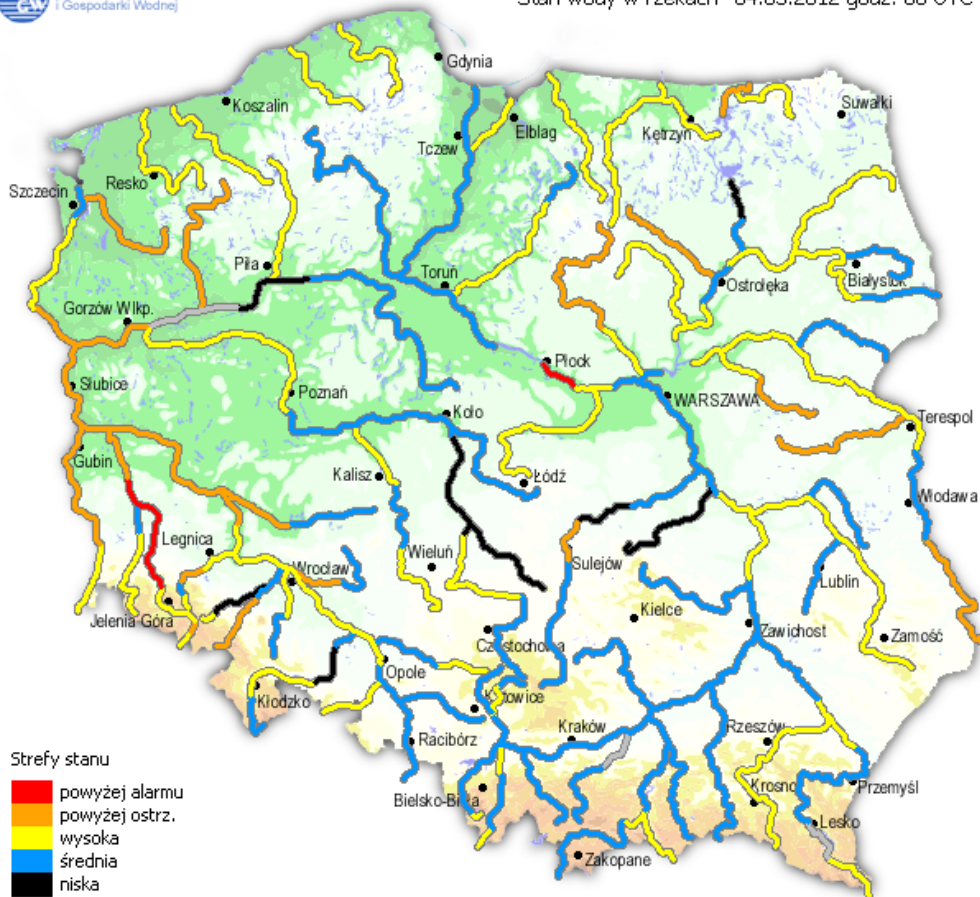 i Gospodarki Wodnej
Gdynia
Koszalin
Suwałki
Elbląg
Kętrzyn
Tczew
Resko
Szczecin
Piła
Toruń
Białystok
Ostrołęka
Gorzów Wlkp.
Płock
Słubice
Poznań
WARSZAWA
Koło
Terespol
Gubin
Kalisz
Łódź
Włodawa
Legnica
Wieluń
Sulejów
Wrocław
Lublin
Jelenia Góra
Kielce
Zawichost
Zamość
Częstochowa
Opole
Kłodzko
Katowice
Racibórz
Kraków
Rzeszów
Bielsko-Biała
Krosno
Przemyśl
Lesko
Zakopane
Strefy stanu
powyżej alarmu
powyżej ostrz.
wysoka
średnia
niska